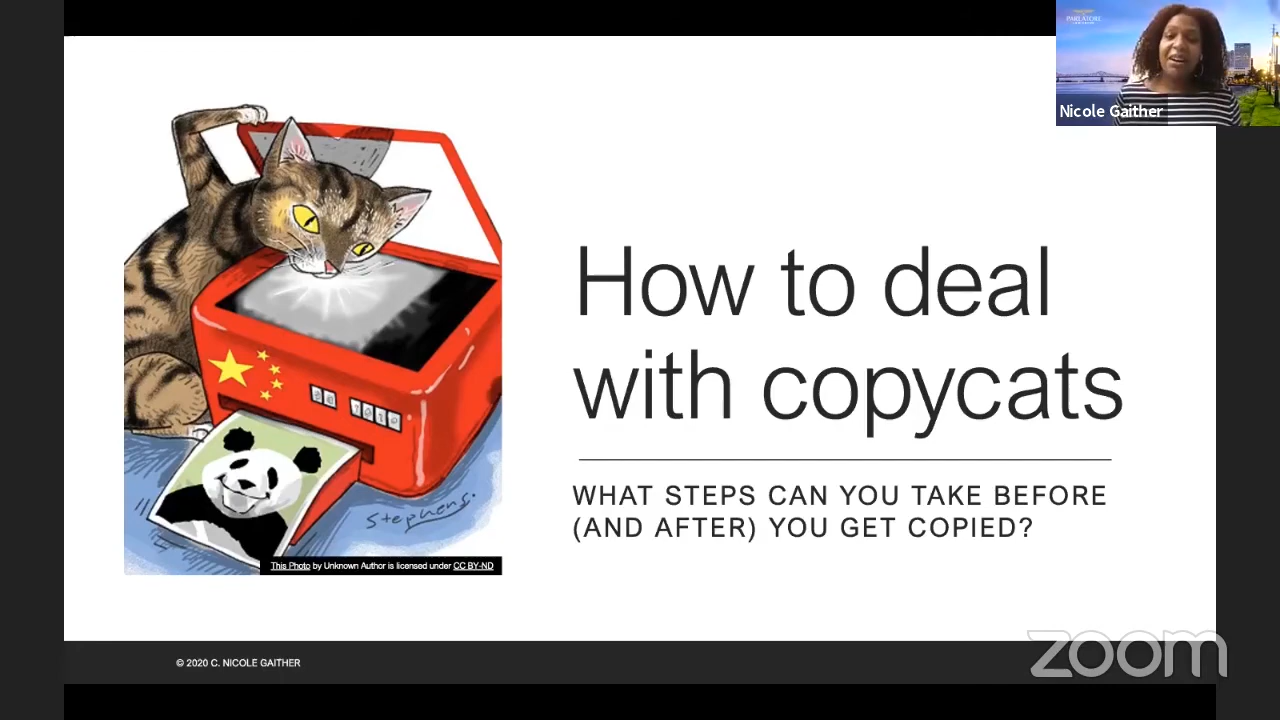 PARLATORE
Nicole Gaither
How to deal
with copycats
WHAT STEPS CAN YOU TAKE BEFORE
(AND AFTER) YOU GET COPIED?
Stephens.
This Photo by Unknown Author is licensed under CC BY-ND
© 2020 C. NICOLE GAITHER
zoom